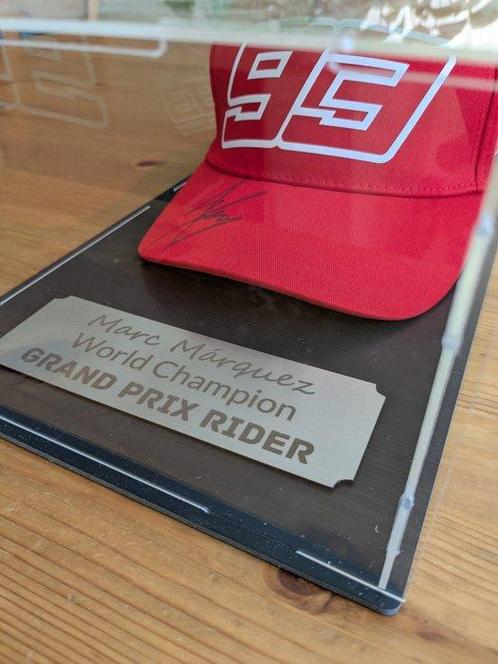 93
Marc Márquez
World Champion
GRAND PRIX RIDER